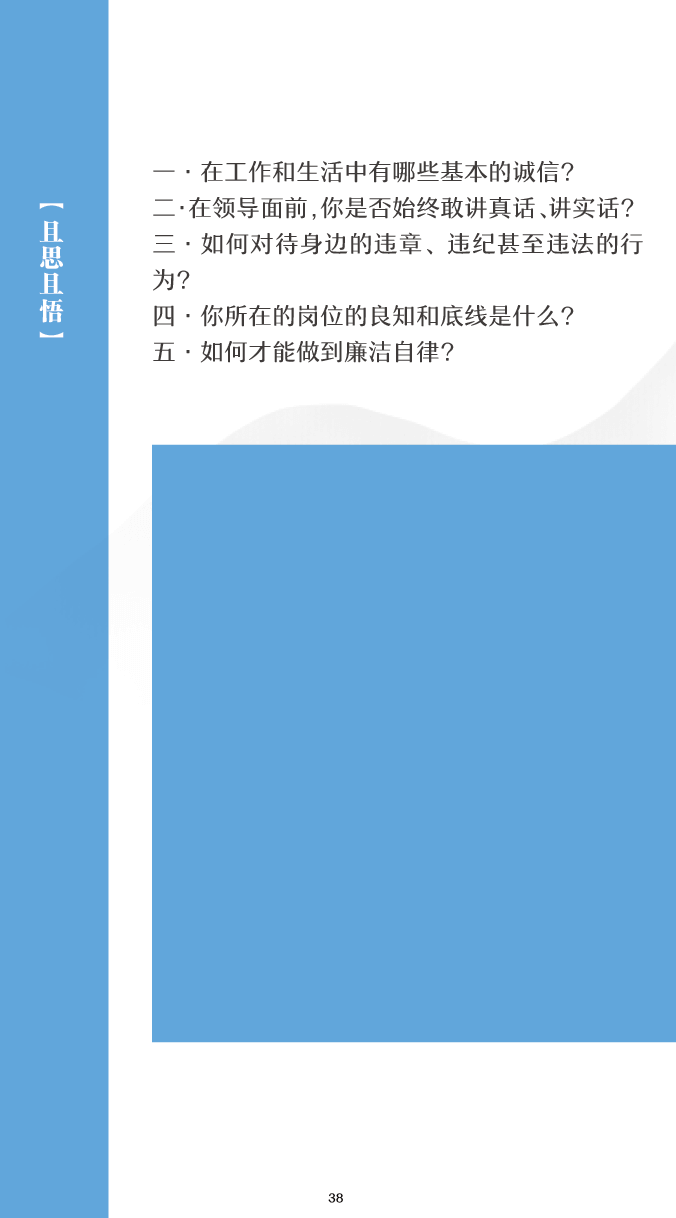 【且思且悟】
一·在工作和生活中有哪些基本的诚信？
二·在领导面前，你是否始终敢讲真话、讲实话？
三·如何对待身边的违章、违纪甚至违法的行
为？
四·你所在的岗位的良知和底线是什么？
五·如何才能做到廉洁自律？
38